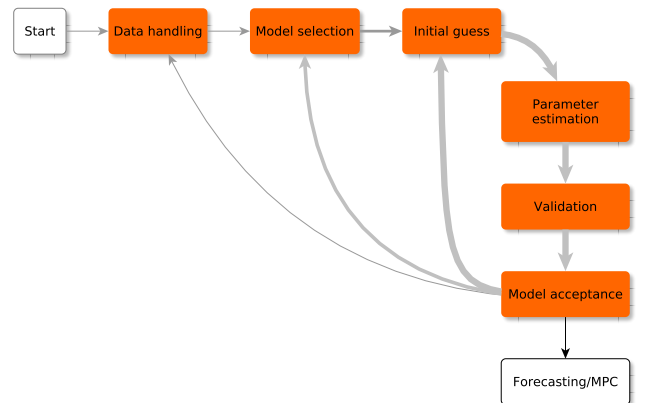 Start
Data handling
Model selection
Initial guess
Parameter
estimation
Validation
Model acceptance
Forecasting/MPC